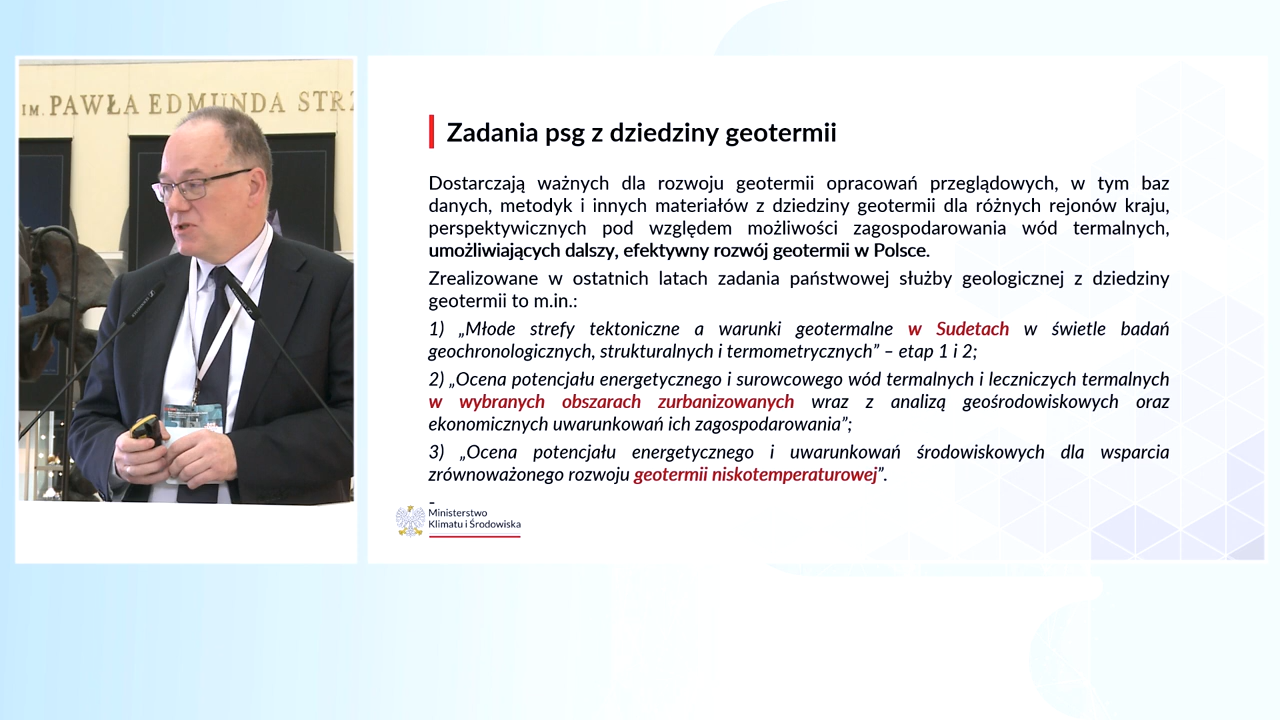 IM. PAWŁA EDMUNDA STRZ
Zadania psg z dziedziny geotermii
Dostarczają ważnych dla rozwoju geotermii opracowań przeglądowych, w tym baz
danych, metodyk i innych materiałów z dziedziny geotermii dla różnych rejonów kraju,
perspektywicznych pod względem możliwości zagospodarowania wód termalnych,
umożliwiających dalszy, efektywny rozwój geotermii w Polsce.
Zrealizowane w ostatnich latach zadania państwowej służby geologicznej z dziedziny
geotermii to m.in.:
1) „Młode strefy tektoniczne a warunki geotermalne w Sudetach w świetle badań
geochronologicznych, strukturalnych i termometrycznych” – etap 1 i 2;
2) „Ocena potencjału energetycznego i surowcowego wód termalnych i leczniczych termalnych
w wybranych obszarach zurbanizowanych wraz z analizą geośrodowiskowych oraz
ekonomicznych uwarunkowań ich zagospodarowania”;
3) „Ocena potencjału energetycznego i uwarunkowań środowiskowych dla wsparcia
zrównoważonego rozwoju geotermii niskotemperaturowej”.
-
Ministerstwo
Klimatu i Środowiska